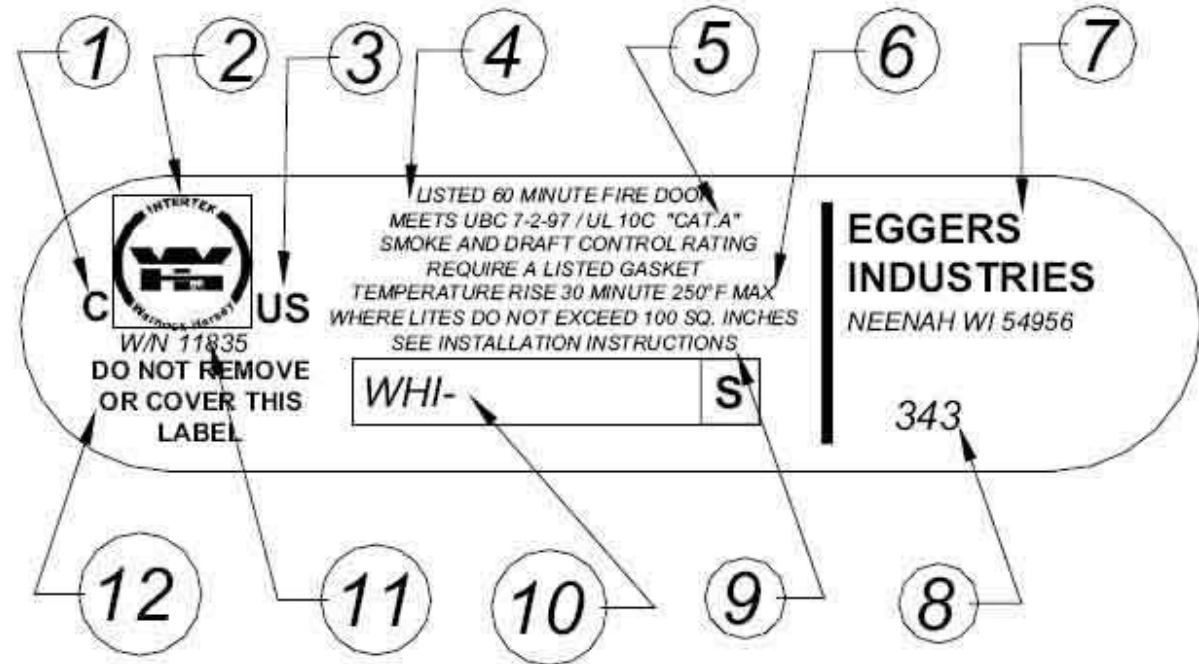 1 2 3 4 5 6 7
INTERTEK
C US
Warnock Hersey
W/N 11835
DO NOT REMOVE
OR COVER THIS
LABEL
LISTED 60 MINUTE FIRE DOOR
MEETS UBC 7-2-97 / UL 10C "CAT.A"
SMOKE AND DRAFT CONTROL RATING
REQUIRE A LISTED GASKET
TEMPERATURE RISE 30 MINUTE 250°F MAX
WHERE LITES DO NOT EXCEED 100 SQ. INCHES
SEE INSTALLATION INSTRUCTIONS
WHI- S
EGGERS
INDUSTRIES
NEENAH WI 54956
343
12 11 10 9 8